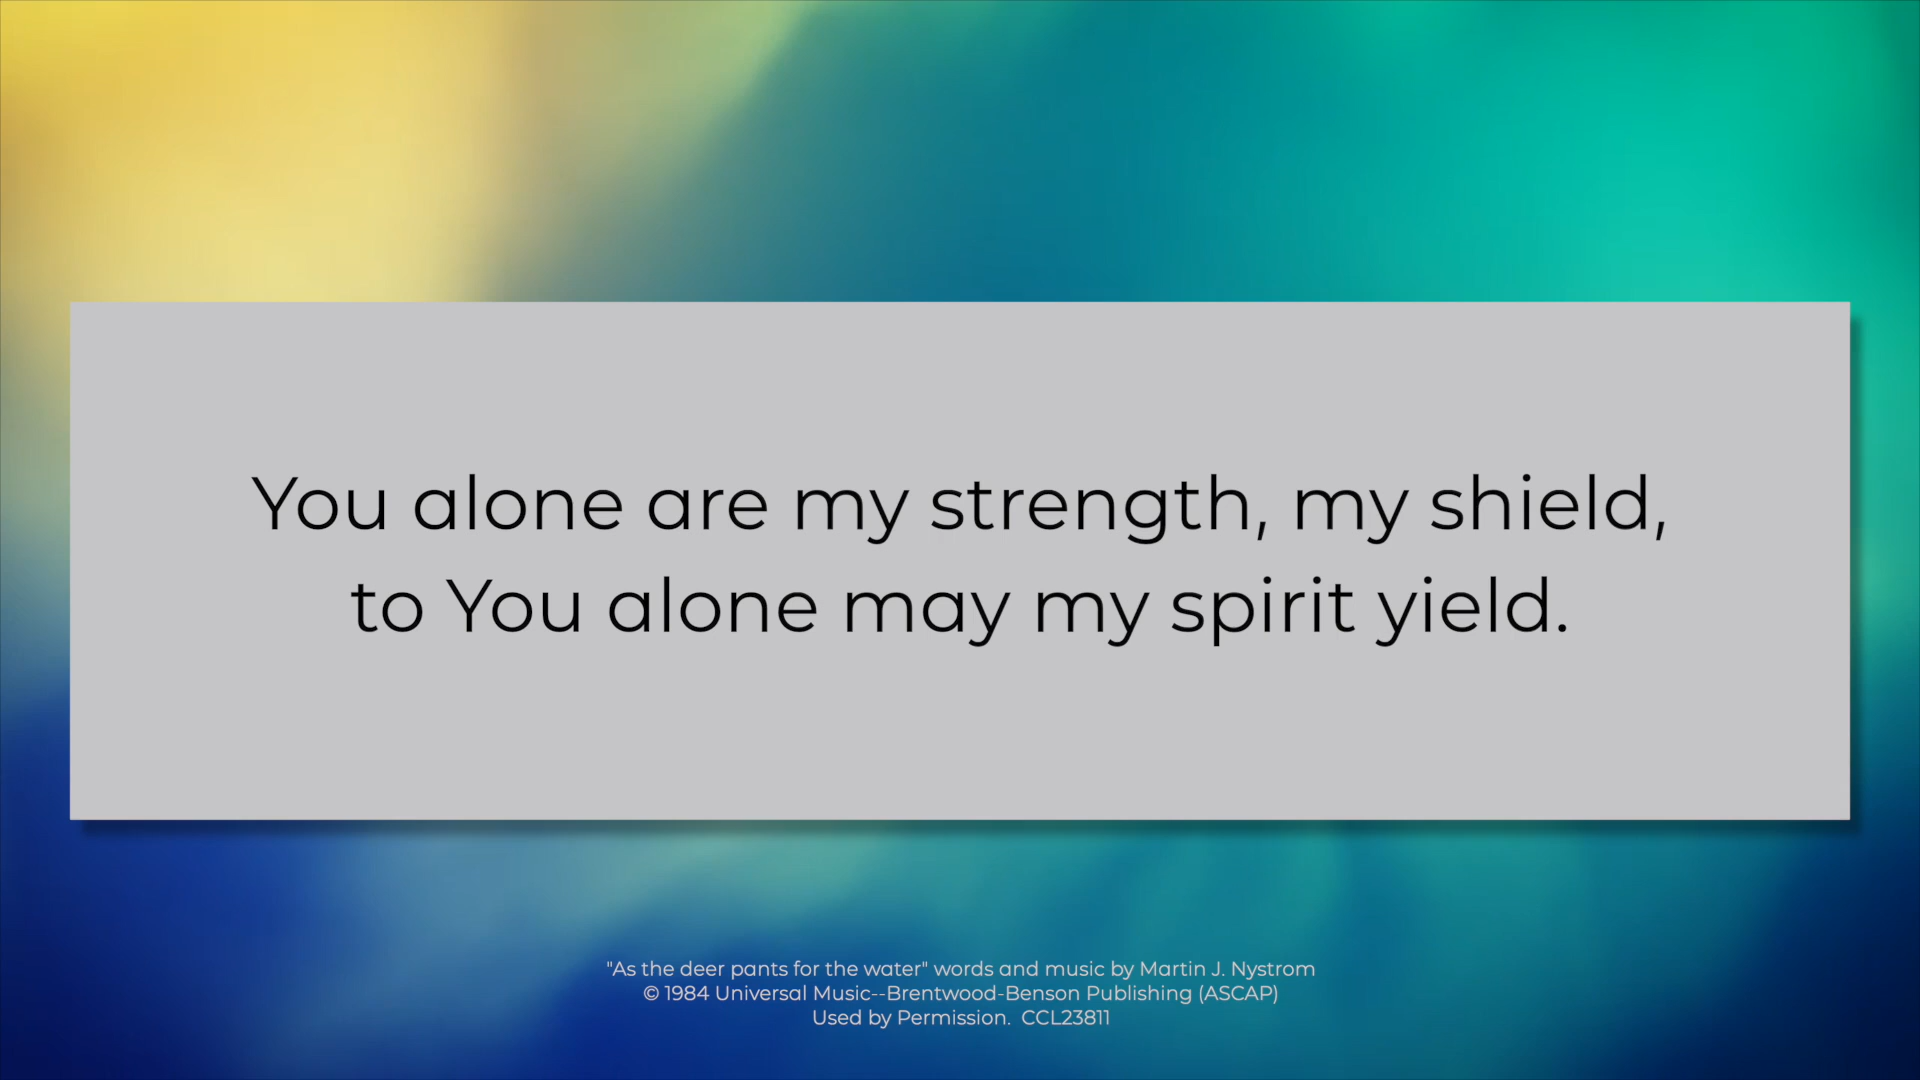 You alone are my strength, my shield,
to You alone may my spirit yield.
"As the deer pants for the water" words and music by Martin J. Nystrom
© 1984 Universal Music--Brentwood-Benson Publishing (ASCAP)
Used by Permission.  CCL23811